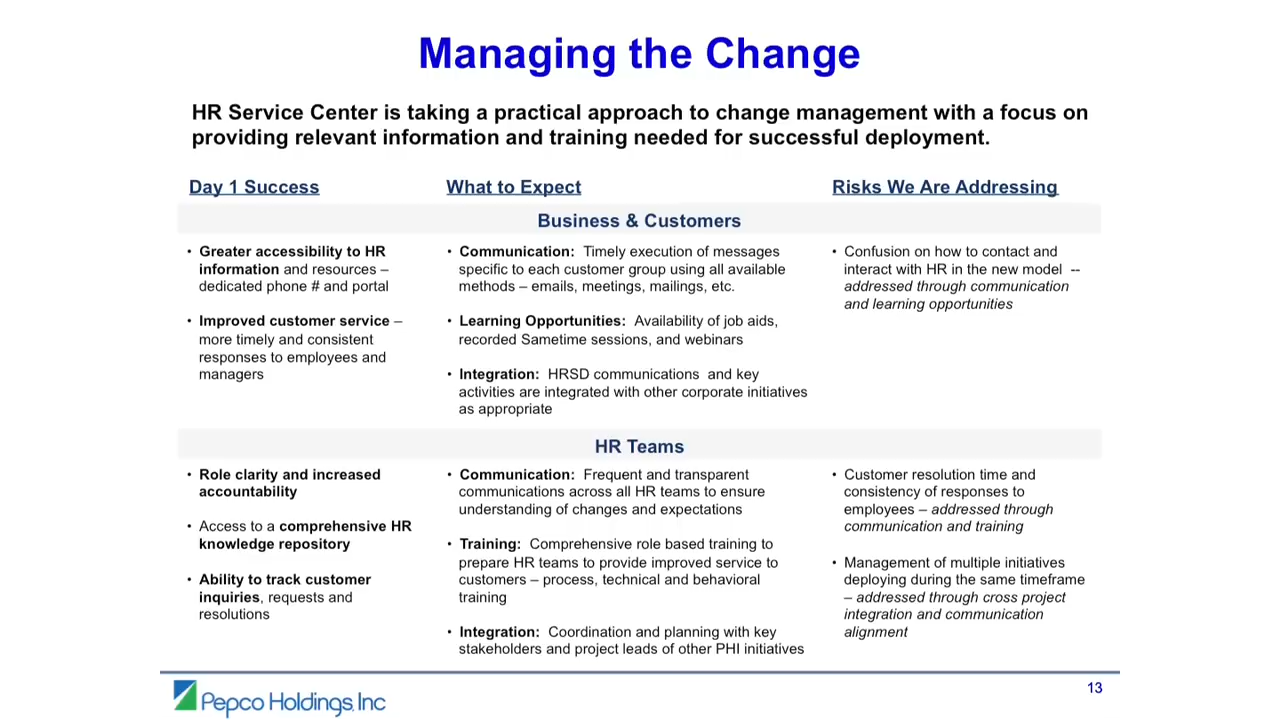 Managing the Change
HR Service Center is taking a practical approach to change management with a focus on
providing relevant information and training needed for successful deployment.
Day 1 Success
What to Expect
Risks We Are Addressing
Business & Customers
• Greater accessibility to HR
information and resources –
dedicated phone # and portal
• Improved customer service –
more timely and consistent
responses to employees and
managers
• Communication:  Timely execution of messages
specific to each customer group using all available
methods – emails, meetings, mailings, etc.
• Learning Opportunities:  Availability of job aids,
recorded Sametime sessions, and webinars
• Integration:  HRSD communications  and key
activities are integrated with other corporate initiatives
as appropriate
• Confusion on how to contact and
interact with HR in the new model  --
addressed through communication
and learning opportunities
HR Teams
• Role clarity and increased
accountability
• Access to a comprehensive HR
knowledge repository
• Ability to track customer
inquiries, requests and
resolutions
• Communication:  Frequent and transparent
communications across all HR teams to ensure
understanding of changes and expectations
• Training:  Comprehensive role based training to
prepare HR teams to provide improved service to
customers – process, technical and behavioral
training
• Integration:  Coordination and planning with key
stakeholders and project leads of other PHI initiatives
• Customer resolution time and
consistency of responses to
employees – addressed through
communication and training
• Management of multiple initiatives
deploying during the same timeframe
– addressed through cross project
integration and communication
alignment
Pepco Holdings, Inc
13